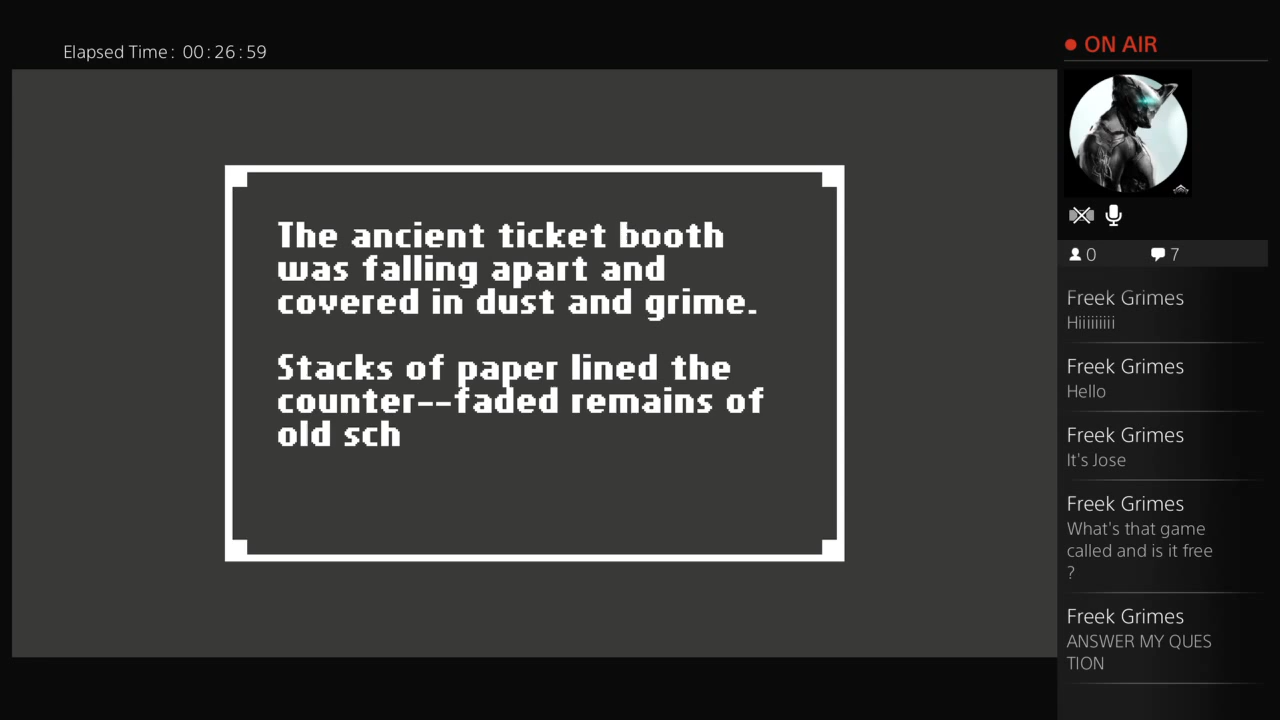 Elapsed Time: 00:26:59
The ancient ticket booth
was falling apart and
covered in dust and grime.
Stacks of paper lined the
counter--faded remains of
old sch
ON AIR
0 7
Freek Grimes
Hiiiiiiiii
Freek Grimes
Hello
Freek Grimes
It's Jose
Freek Grimes
What's that game
called and is it free
?
Freek Grimes
ANSWER MY QUES
TION